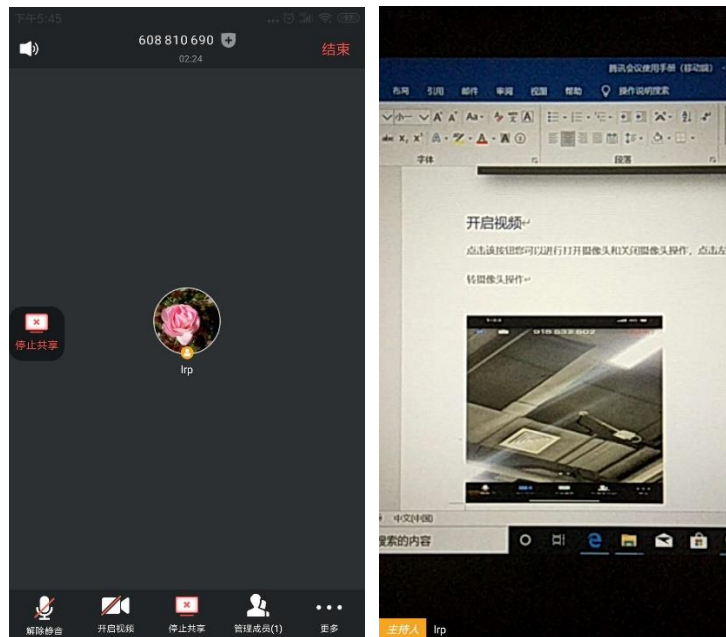 下午5:45
608 810 690
02:24
结束
停止共享
lrp
解除静音
开启视频
停止共享
管理成员(1)
更多
腾讯会议使用手册（移动端）
布局 引用 邮件 审阅 视图 帮助 操作说明搜索
字体
段落
开启视频
点击该按钮您可以进行打开摄像头和关闭摄像头操作，点击左
转摄像头操作
918 532 502
中文(中国)
搜索的内容
主持人 lrp